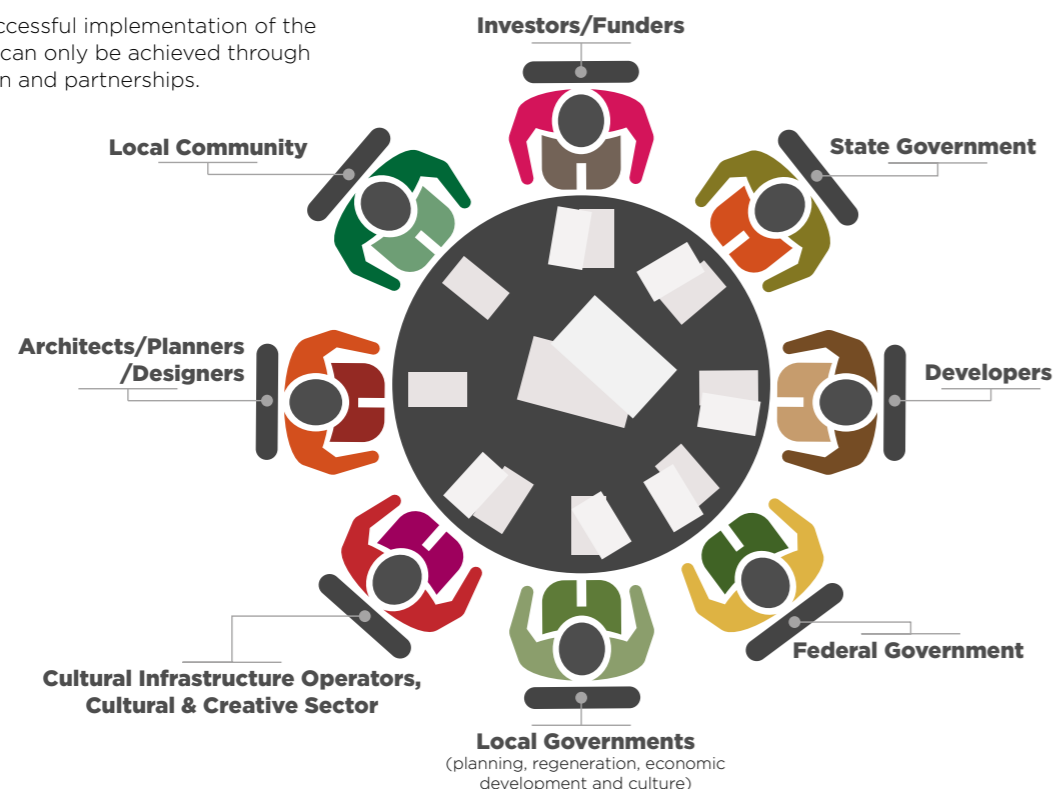 ccessful implementation of the
can only be achieved through
n and partnerships.
Investors/Funders
Local Community
State Government
Architects/Planners
/Designers
Developers
Cultural Infrastructure Operators,
Cultural & Creative Sector
Federal Government
Local Governments
(planning, regeneration, economic
development and culture)